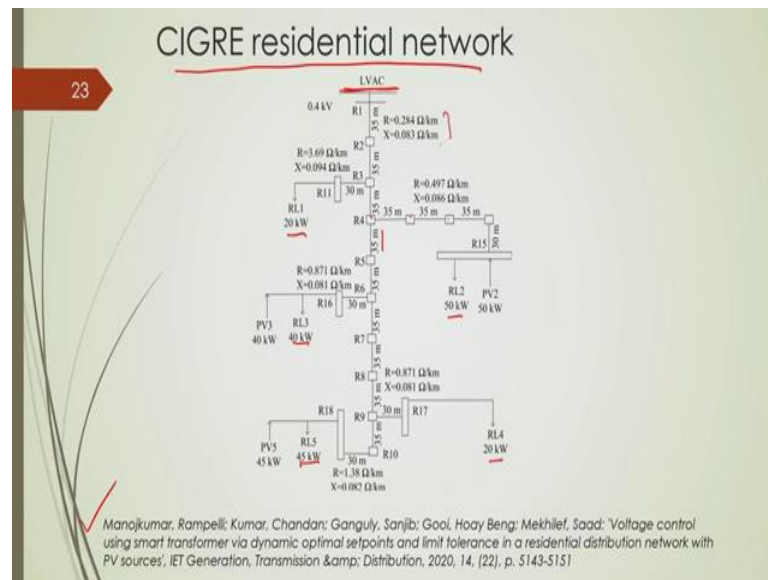 CIGRE residential network
23
LVAC
0.4 kV
R1
35 m
R=0.284 Ω/km
X=0.083 Ω/km
R2
35 m
R=3.69 Ω/km
X=0.094 Ω/km
R3
R11
30 m
RL1
20 kW
35 m
R=0.497 Ω/km
X=0.086 Ω/km
R4
35 m
35 m
35 m
35 m
30 m
R15
R5
RL2
50 kW
PV2
50 kW
R=0.871 Ω/km
X=0.081 Ω/km
35 m
R6
R16
30 m
PV3
40 kW
RL3
40 kW
35 m
R7
35 m
R8
R=0.871 Ω/km
X=0.081 Ω/km
35 m
R9
30 m
R17
R18
35 m
RL4
20 kW
PV5
45 kW
RL5
45 kW
R10
30 m
R=1.38 Ω/km
X=0.082 Ω/km
Manojkumar, Rampelli; Kumar, Chandan; Ganguly, Sanjib; Gooi, Hoay Beng; Mekhilef, Saad: 'Voltage control
using smart transformer via dynamic optimal setpoints and limit tolerance in a residential distribution network with
PV sources', IET Generation, Transmission &amp; Distribution, 2020, 14, (22), p. 5143-5151